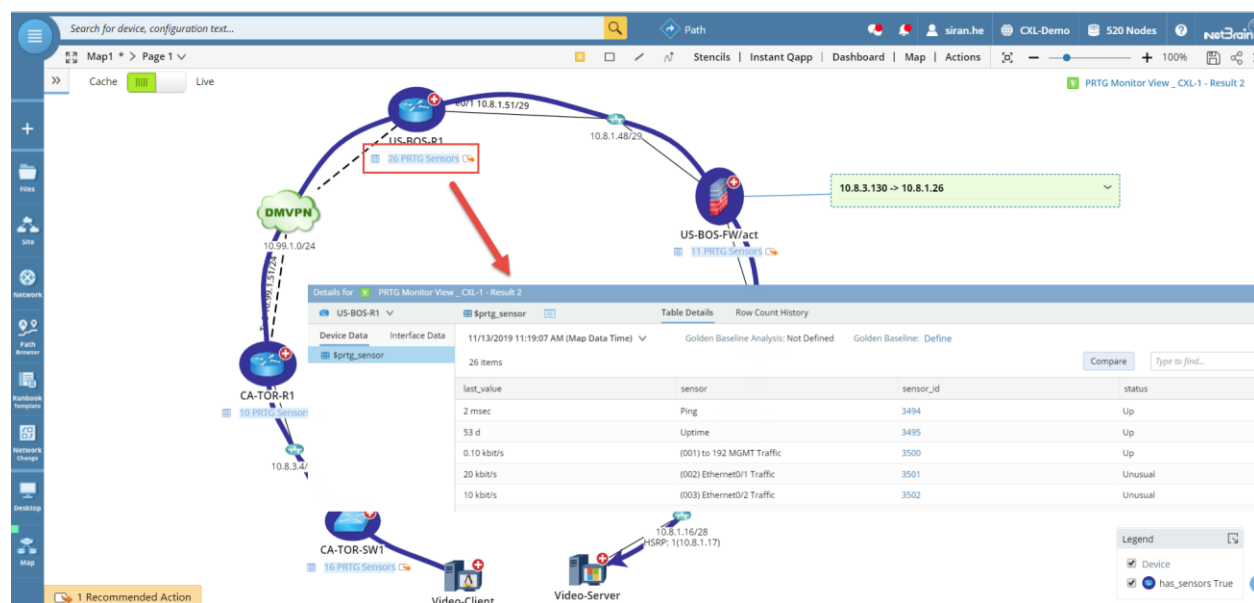 Search for device, configuration text...
Path
siran.he
CXL-Demo
520 Nodes
NetBrain
Map1 * > Page 1
Stencils | Instant Qapp | Dashboard | Map | Actions
100%
Cache
Live
PRTG Monitor View _ CXL-1 - Result 2
Files
Site
Network
Path Browser
Runbook Template
Network Change
Desktop
Map
10.8.1.51/29
US-BOS-R1
26 PRTG Sensors
10.8.1.48/29
10.8.3.130 -> 10.8.1.26
DMVPN
10.99.1.0/24
US-BOS-FW/act
11 PRTG Sensors
10.99.1.51/24
CA-TOR-R1
10 PRTG Sensors
10.8.3.4/
Details for PRTG Monitor View _ CXL-1 - Result 2
US-BOS-R1
$prtg_sensor
Table Details
Row Count History
Device Data
Interface Data
11/13/2019 11:19:07 AM (Map Data Time)
Golden Baseline Analysis: Not Defined
Golden Baseline: Define
$prtg_sensor
26 items
Compare
Type to find...
last_value sensor sensor_id status
2 msec Ping 3494 Up
53 d Uptime 3495 Up
0.10 kbit/s (001) to 192 MGMT Traffic 3500 Up
20 kbit/s (002) Ethernet0/1 Traffic 3501 Unusual
10 kbit/s (003) Ethernet0/2 Traffic 3502 Unusual
CA-TOR-SW1
16 PRTG Sensors
10.8.1.16/28
HSRP: 1(10.8.1.17)
Video-Client
Video-Server
Legend
Device
has_sensors True
1 Recommended Action